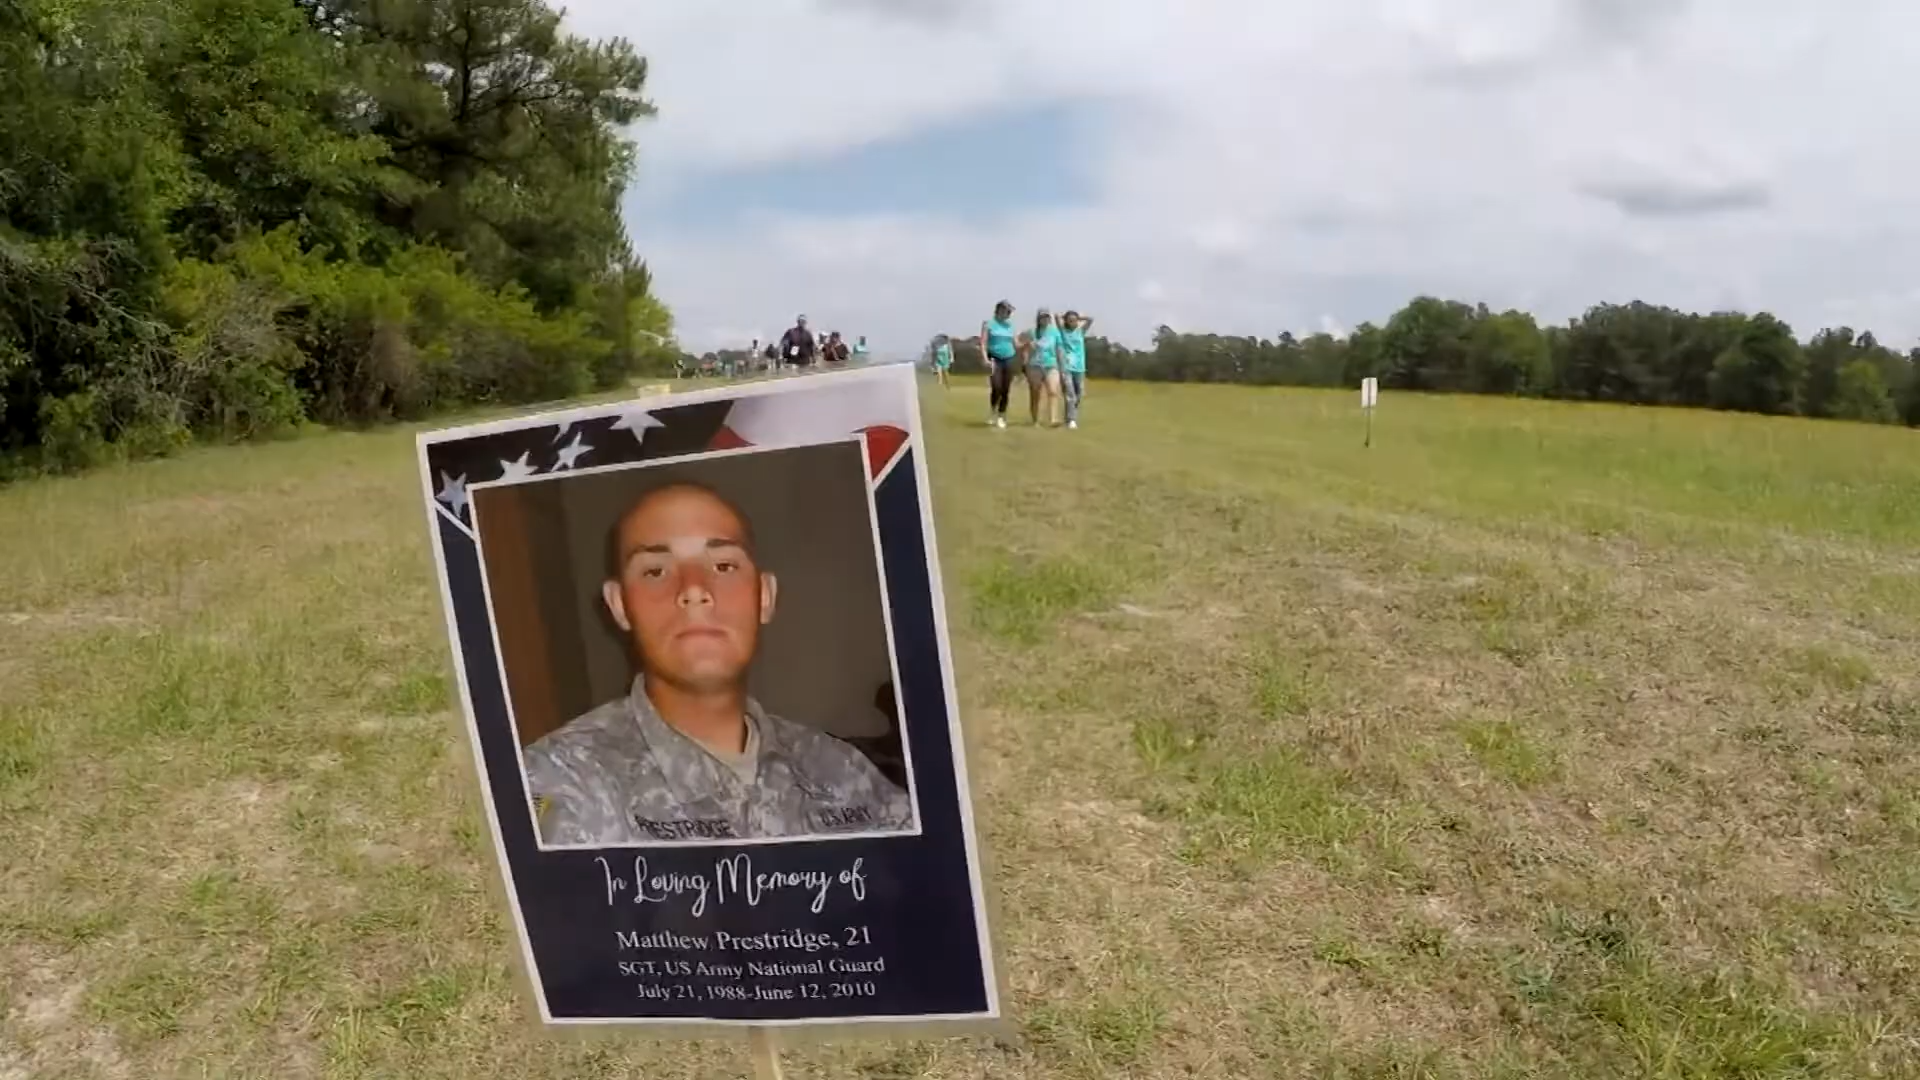 PRESTRIDGE
U.S. ARMY
In Loving Memory of
Matthew Prestridge, 21
SGT, US Army National Guard
July 21, 1988-June 12, 2010